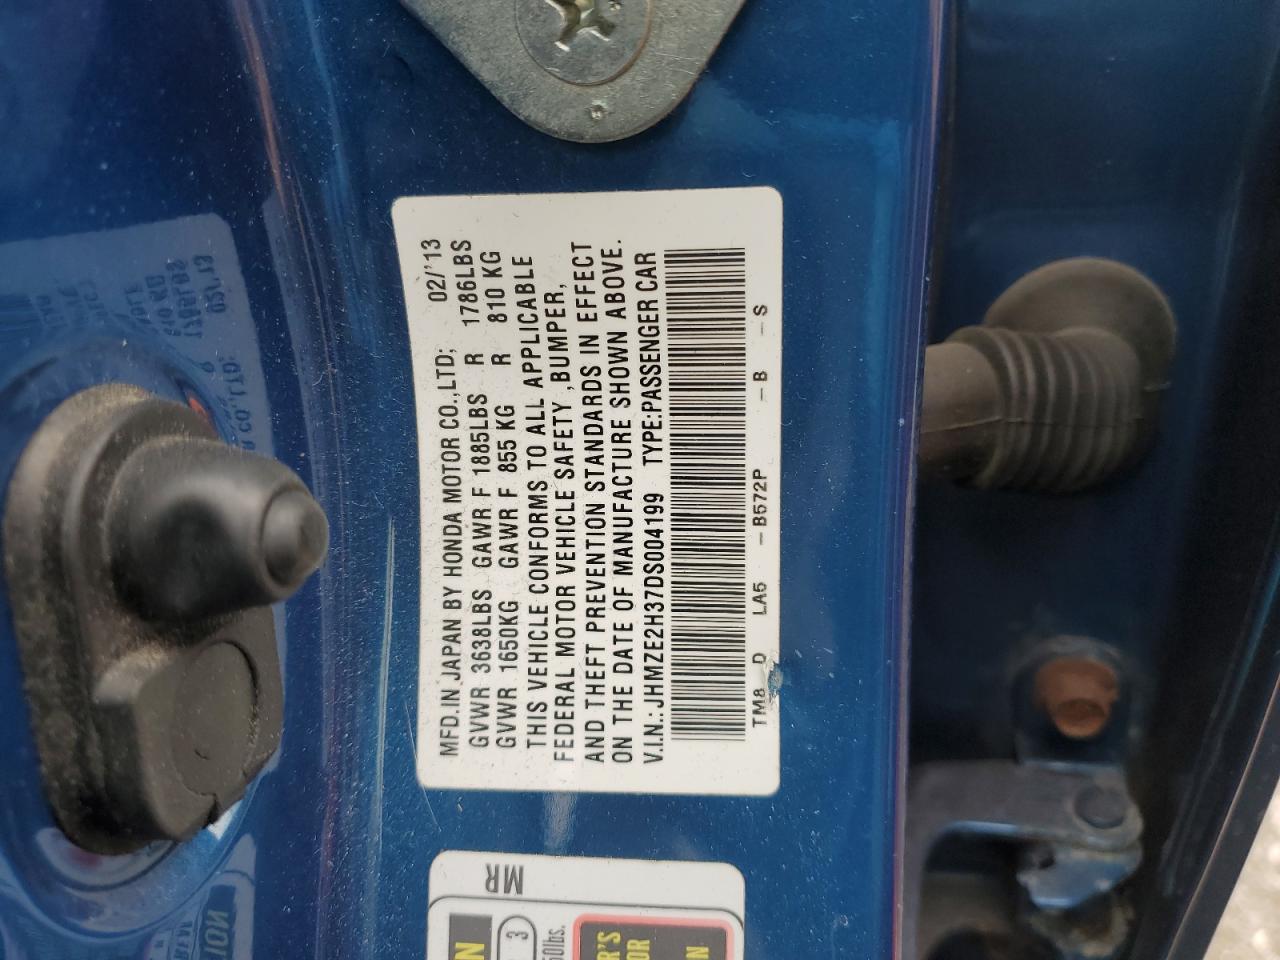 MFD.IN JAPAN BY HONDA MOTOR CO.,LTD; 02/'13
GVWR 3638LBS GAWR F 1885LBS R 1786LBS
GVWR 1650KG GAWR F 855 KG R 810 KG
THIS VEHICLE CONFORMS TO ALL APPLICABLE
FEDERAL MOTOR VEHICLE SAFETY ,BUMPER,
AND THEFT PREVENTION STANDARDS IN EFFECT
ON THE DATE OF MANUFACTURE SHOWN ABOVE.
V.I.N.:JHMZE2H37DS004199 TYPE:PASSENGER CAR
TM8 D LA5 -B572P -B -S
MR
3